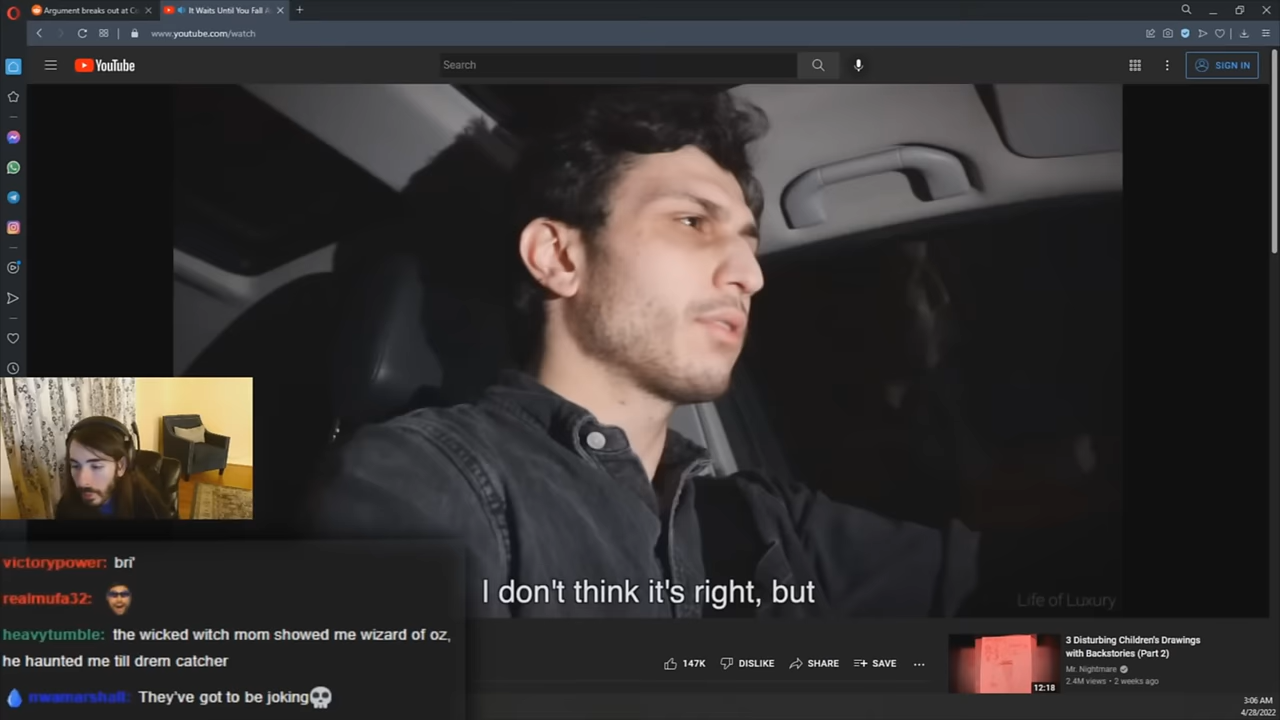 Argument breaks out at C
It Waits Until You Fall A
www.youtube.com/watch
YouTube
Search
SIGN IN
I don't think it's right, but
Life of Luxury
victorypower: bri'
realmufa32:
heavytumble: the wicked witch mom showed me wizard of oz,
he haunted me till drem catcher
nwamarshall: They've got to be joking
147K
DISLIKE
SHARE
SAVE
3 Disturbing Children's Drawings
with Backstories (Part 2)
Mr. Nightmare
2.4M views • 2 weeks ago
12:18
3:06 AM
4/28/2022